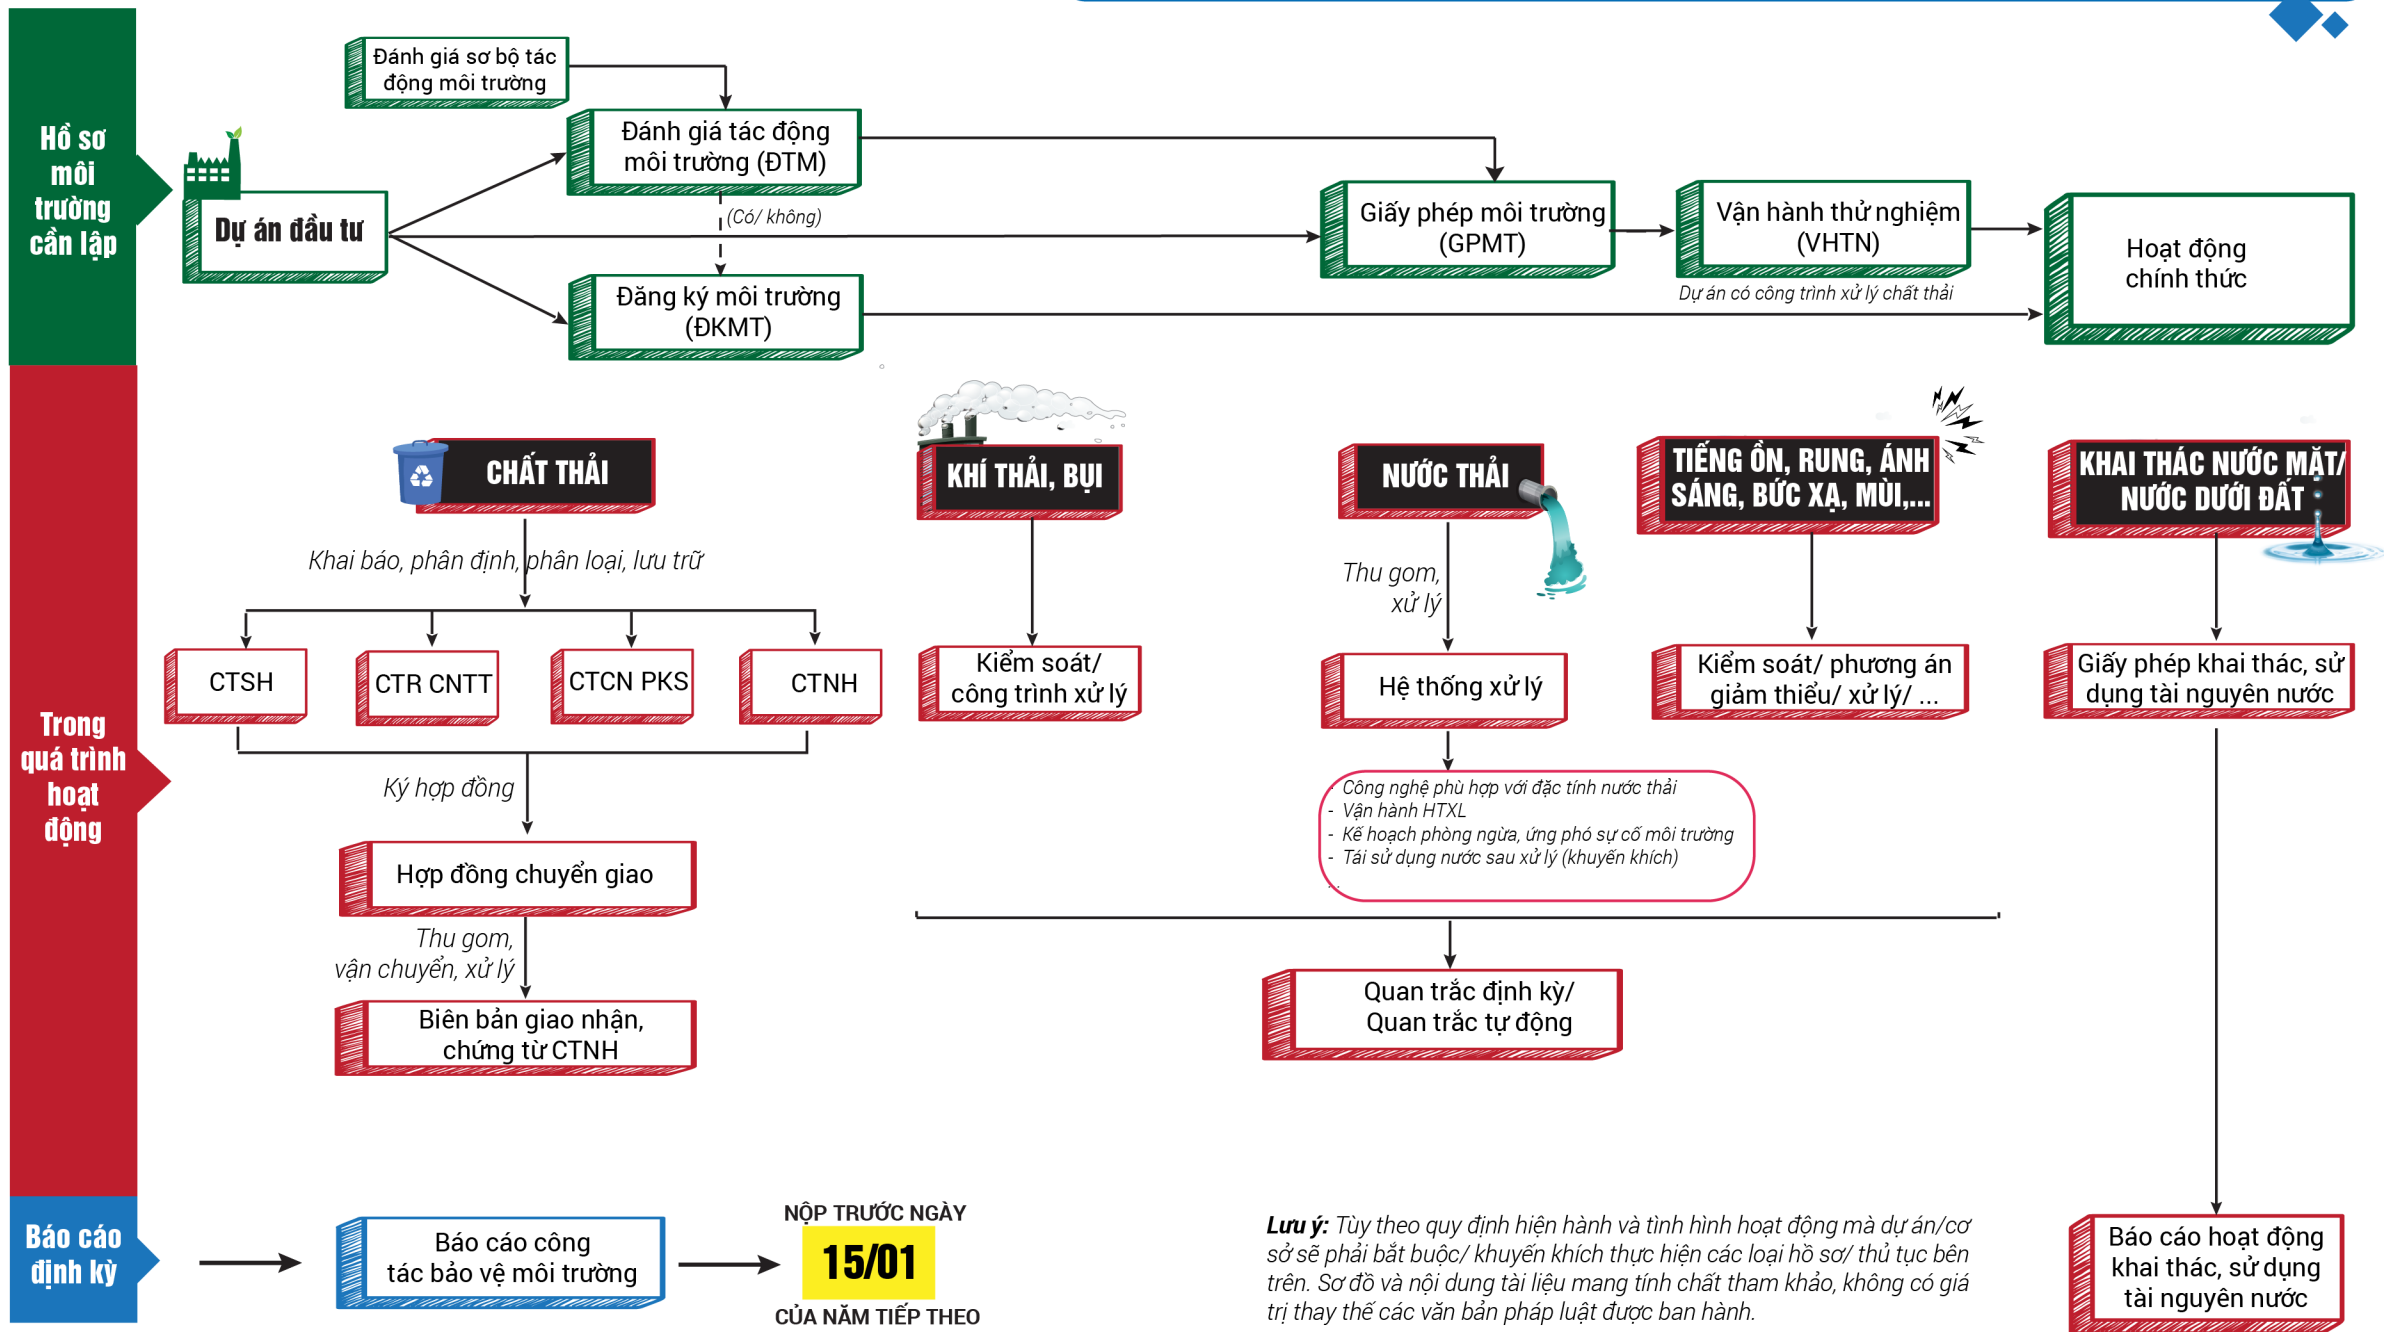 Hồ sơ
môi
trường
cần lập
Đánh giá sơ bộ tác
động môi trường
Đánh giá tác động
môi trường (ĐTM)
Dự án đầu tư
(Có/ không)
Đăng ký môi trường
(ĐKMT)
Giấy phép môi trường
(GPMT)
Vận hành thử nghiệm
(VHTN)
Dự án có công trình xử lý chất thải
Hoạt động
chính thức
Trong
quá trình
hoạt
động
CHẤT THẢI
Khai báo, phân định, phân loại, lưu trữ
CTSH
CTR CNTT
CTCN PKS
CTNH
Ký hợp đồng
Hợp đồng chuyển giao
Thu gom,
vận chuyển, xử lý
Biên bản giao nhận,
chứng từ CTNH
KHÍ THẢI, BỤI
Kiểm soát/
công trình xử lý
NƯỚC THẢI
Thu gom,
xử lý
Hệ thống xử lý
- Công nghệ phù hợp với đặc tính nước thải
- Vận hành HTXL
- Kế hoạch phòng ngừa, ứng phó sự cố môi trường
- Tái sử dụng nước sau xử lý (khuyến khích)
...
TIẾNG ỒN, RUNG, ÁNH
SÁNG, BỨC XẠ, MÙI,...
Kiểm soát/ phương án
giảm thiểu/ xử lý/ ...
Quan trắc định kỳ/
Quan trắc tự động
KHAI THÁC NƯỚC MẶT/
NƯỚC DƯỚI ĐẤT
Giấy phép khai thác, sử
dụng tài nguyên nước
Báo cáo hoạt động
khai thác, sử dụng
tài nguyên nước
Báo cáo
định kỳ
Báo cáo công
tác bảo vệ môi trường
NỘP TRƯỚC NGÀY
15/01
CỦA NĂM TIẾP THEO
Lưu ý: Tùy theo quy định hiện hành và tình hình hoạt động mà dự án/cơ
sở sẽ phải bắt buộc/ khuyến khích thực hiện các loại hồ sơ/ thủ tục bên
trên. Sơ đồ và nội dung tài liệu mang tính chất tham khảo, không có giá
trị thay thế các văn bản pháp luật được ban hành.